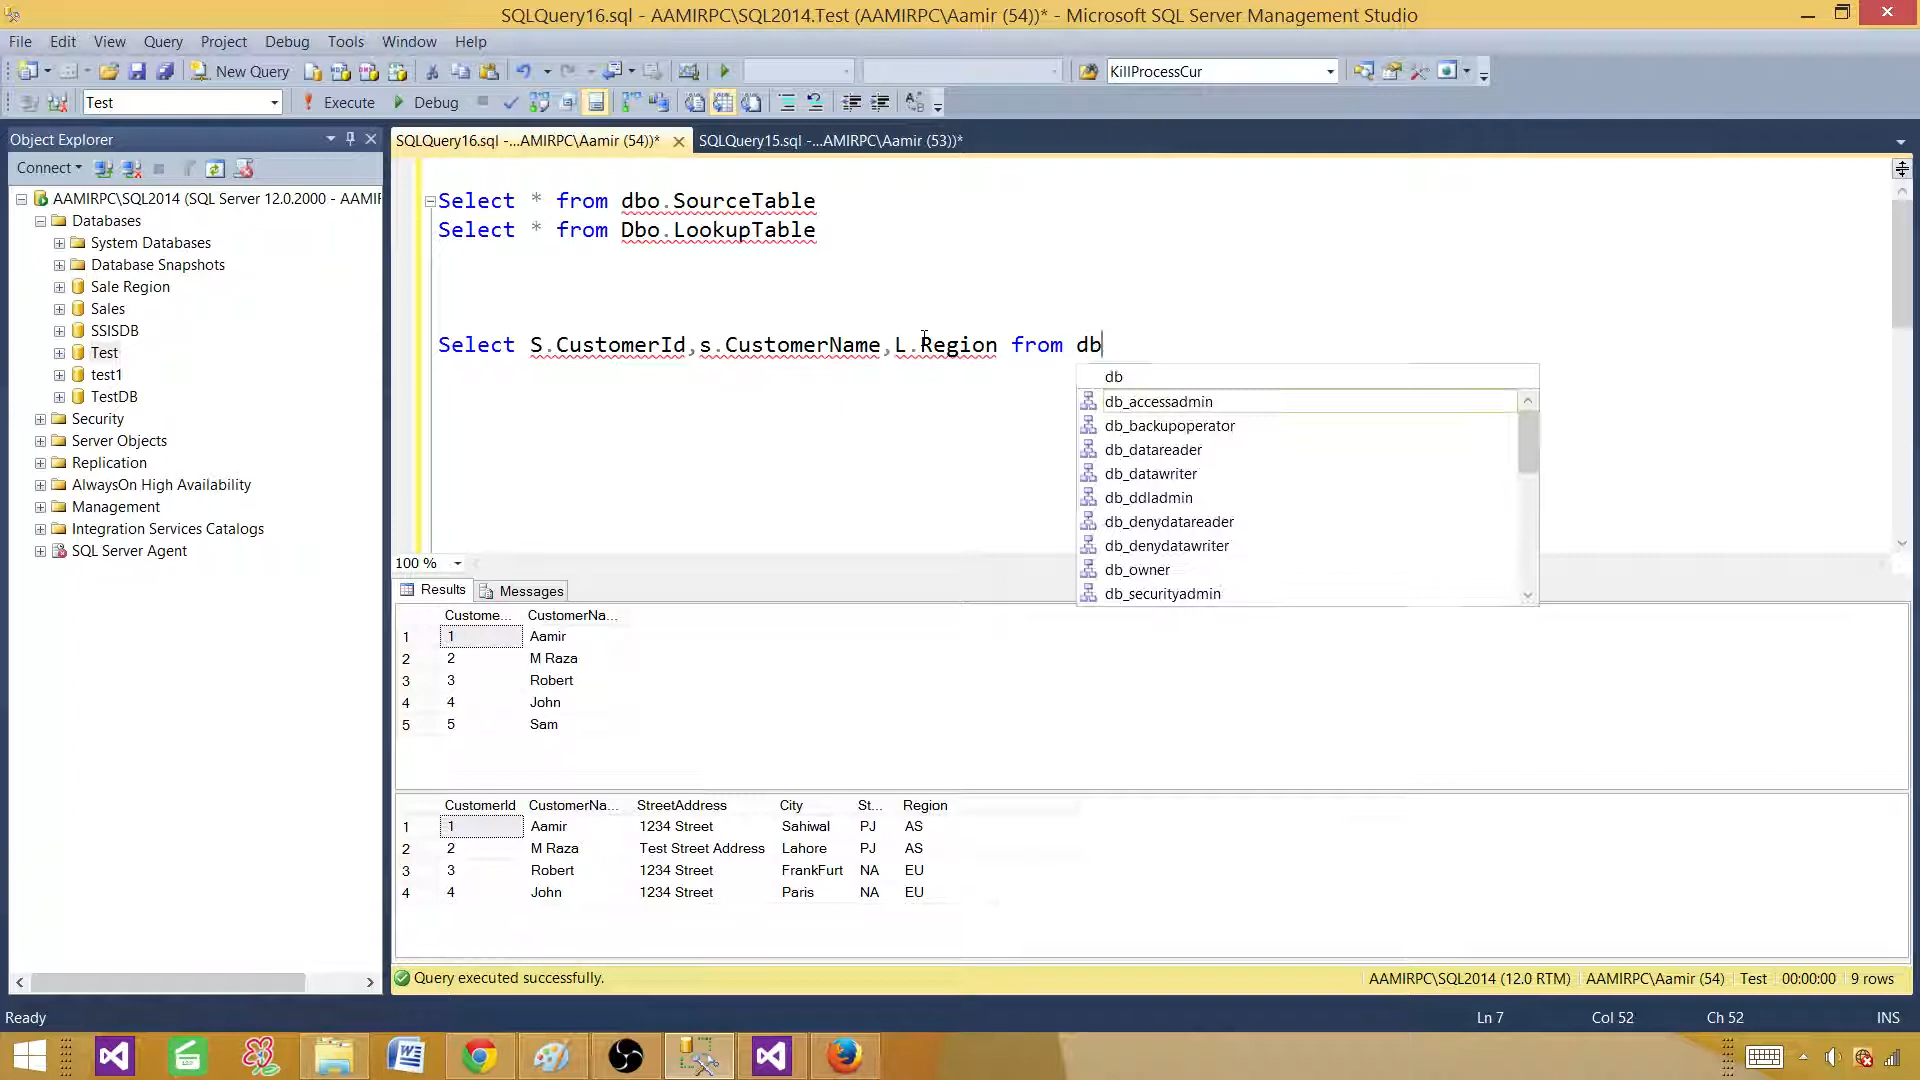 SQLQuery16.sql - AAMIRPC\SQL2014.Test (AAMIRPC\Aamir (54))* - Microsoft SQL Server Management Studio
File Edit View Query Project Debug Tools Window Help
New Query KillProcessCur
Test Execute Debug
Object Explorer
Connect
AAMIRPC\SQL2014 (SQL Server 12.0.2000 - AAMIF
Databases
System Databases
Database Snapshots
Sale Region
Sales
SSISDB
Test
test1
TestDB
Security
Server Objects
Replication
AlwaysOn High Availability
Management
Integration Services Catalogs
SQL Server Agent
SQLQuery16.sql -...AMIRPC\Aamir (54))* SQLQuery15.sql -...AMIRPC\Aamir (53))*
Select * from dbo.SourceTable
Select * from Dbo.LookupTable
Select S.CustomerId,s.CustomerName,L.Region from db
db
db_accessadmin
db_backupoperator
db_datareader
db_datawriter
db_ddladmin
db_denydatareader
db_denydatawriter
db_owner
db_securityadmin
100 %
Results Messages
Custome... CustomerNa...
1 1 Aamir
2 2 M Raza
3 3 Robert
4 4 John
5 5 Sam
CustomerId CustomerNa... StreetAddress City St... Region
1 1 Aamir 1234 Street Sahiwal PJ AS
2 2 M Raza Test Street Address Lahore PJ AS
3 3 Robert 1234 Street FrankFurt NA EU
4 4 John 1234 Street Paris NA EU
Query executed successfully. AAMIRPC\SQL2014 (12.0 RTM) AAMIRPC\Aamir (54) Test 00:00:00 9 rows
Ready Ln 7 Col 52 Ch 52 INS